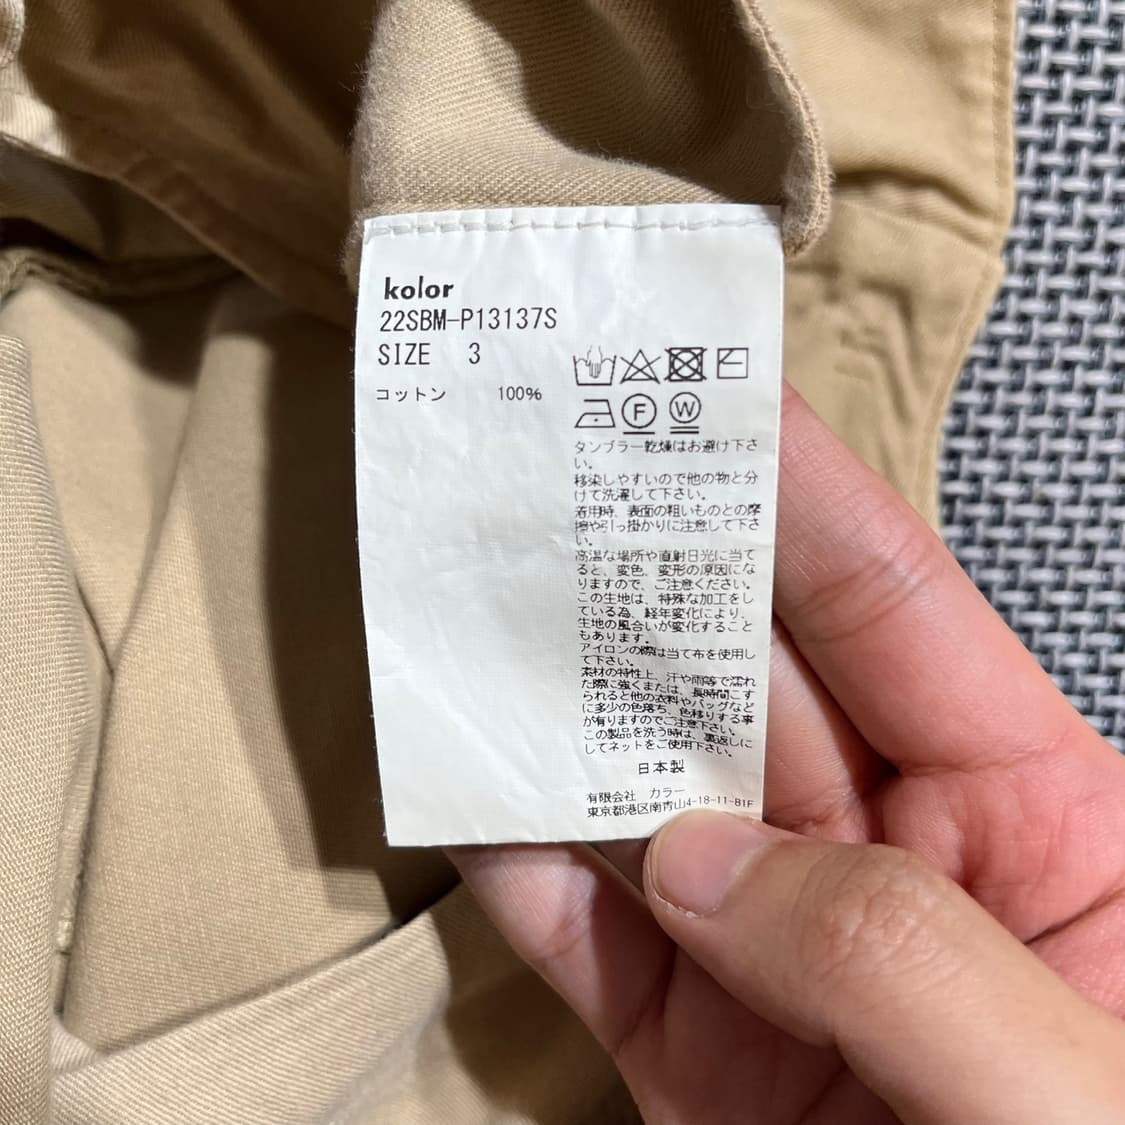 kolor
22SBM-P13137S
SIZE 3
コットン 100%
F W
タンブラー乾燥はお避け下さ
い。
移染しやすいので他の物と分
けて洗濯して下さい。
着用時、表面の粗いものとの摩
擦や引っ掛かりに注意して下さ
い。
高温な場所や直射日光に当て
ると、変色、変形の原因にな
りますので、ご注意ください。
この生地は、特殊な加工をし
ている為、経年変化により、
生地の風合いが変化すること
もあります。
アイロンの際は当て布を使用し
て下さい。
素材の特性上、汗や雨等で濡れ
た際に強くまたは、長時間こす
られると他の衣料やバッグなど
に多少の色落ち、色移りする事
が有りますのでご注意下さい。
この製品を洗う時は、裏返しに
してネットをご使用下さい。
日本製
有限会社 カラー
東京都港区南青山4-18-11-B1F